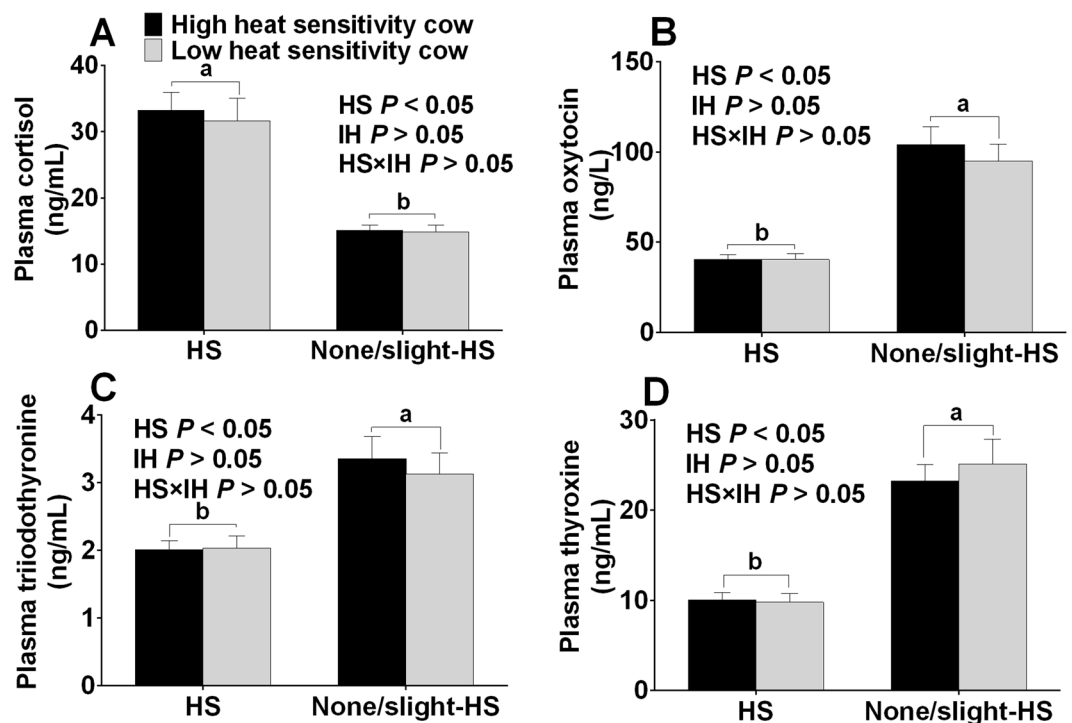 A
High heat sensitivity cow
Low heat sensitivity cow
Plasma cortisol
(ng/mL)
40
30
20
10
0
a
b
HS P < 0.05
IH P > 0.05
HS×IH P > 0.05
HS
None/slight-HS
B
Plasma oxytocin
(ng/L)
150
100
50
0
HS P < 0.05
IH P > 0.05
HS×IH P > 0.05
b
a
HS
None/slight-HS
C
Plasma triiodothyronine
(ng/mL)
4
3
2
1
0
HS P < 0.05
IH P > 0.05
HS×IH P > 0.05
b
a
HS
None/slight-HS
D
Plasma thyroxine
(ng/mL)
30
20
10
0
HS P < 0.05
IH P > 0.05
HS×IH P > 0.05
b
a
HS
None/slight-HS